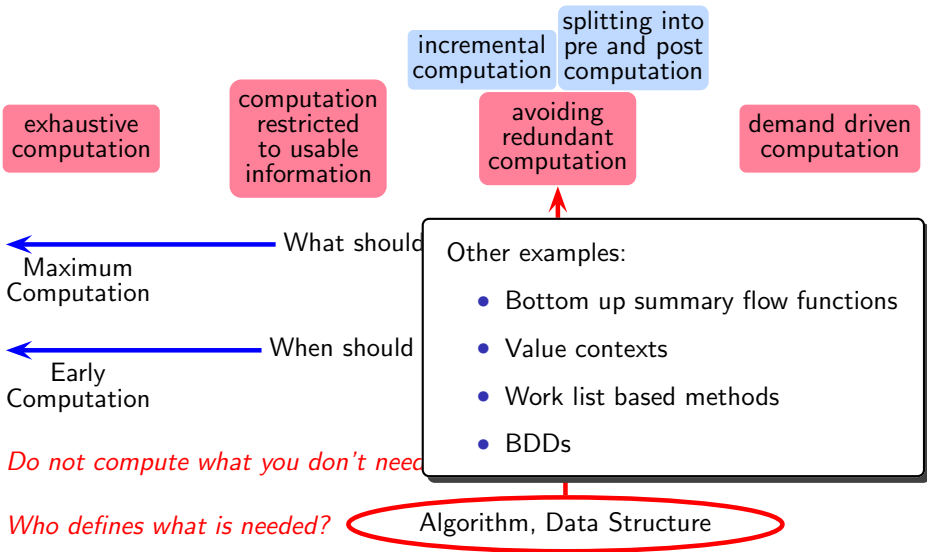 splitting into
pre and post
computation
incremental
computation
exhaustive
computation
computation
restricted
to usable
information
avoiding
redundant
computation
demand driven
computation
What should
Maximum
Computation
When should
Early
Computation
Other examples:
• Bottom up summary flow functions
• Value contexts
• Work list based methods
• BDDs
Do not compute what you don't need
Who defines what is needed?
Algorithm, Data Structure